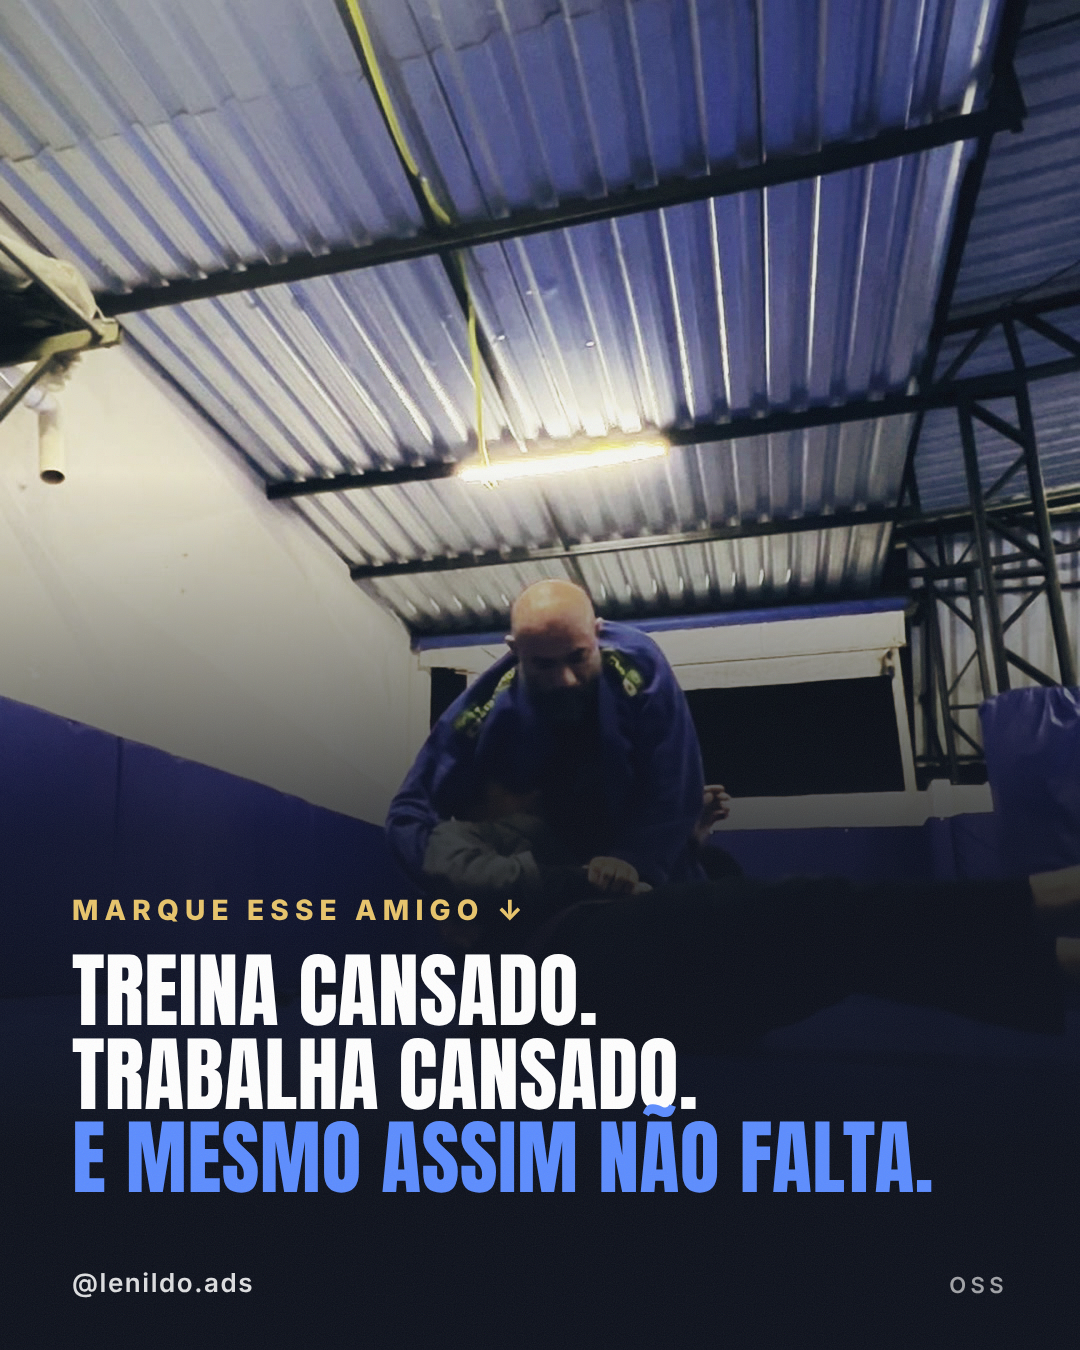 MARQUE ESSE AMIGO ↓
TREINA CANSADO.
TRABALHA CANSADO.
E MESMO ASSIM NÃO FALTA.
@lenildo.ads
OSS